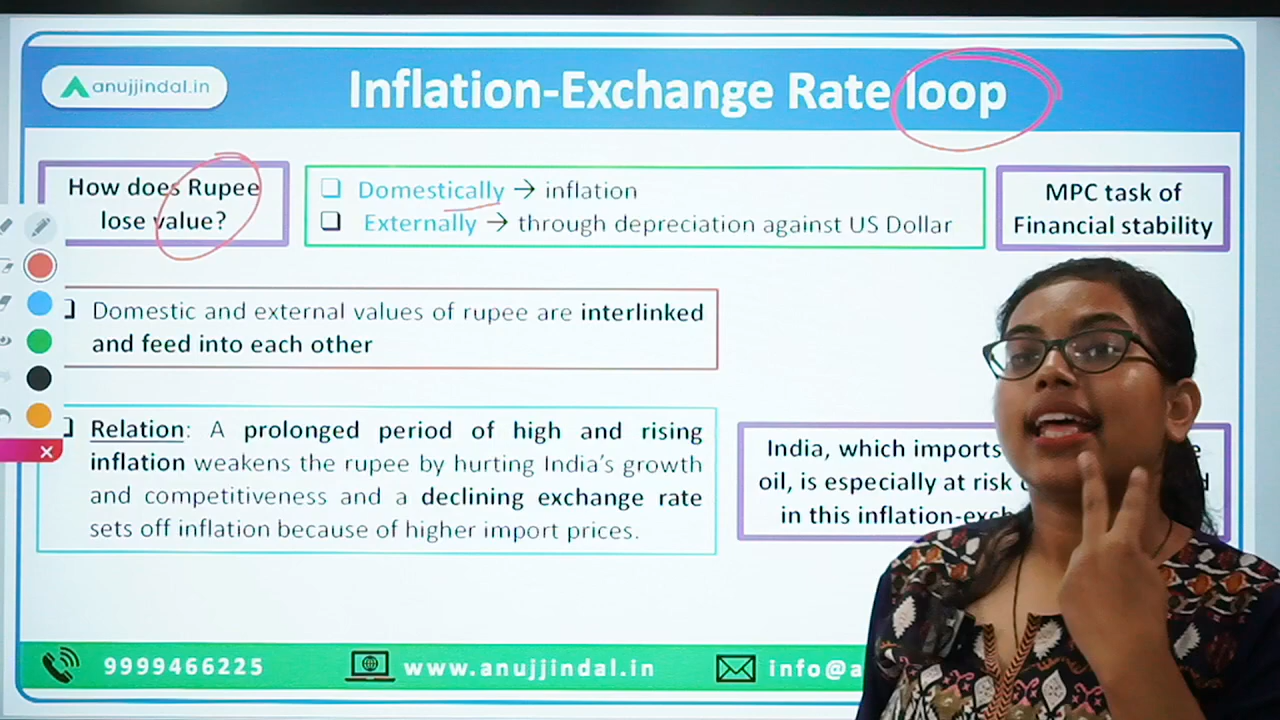 anujjindal.in
Inflation-Exchange Rate loop
How does Rupee
lose value?
❑ Domestically → inflation
❑ Externally → through depreciation against US Dollar
MPC task of
Financial stability
Domestic and external values of rupee are interlinked
and feed into each other
Relation: A prolonged period of high and rising
inflation weakens the rupee by hurting India's growth
and competitiveness and a declining exchange rate
sets off inflation because of higher import prices.
India, which imports
oil, is especially at risk
in this inflation-exch
9999466225
www.anujjindal.in
info@a